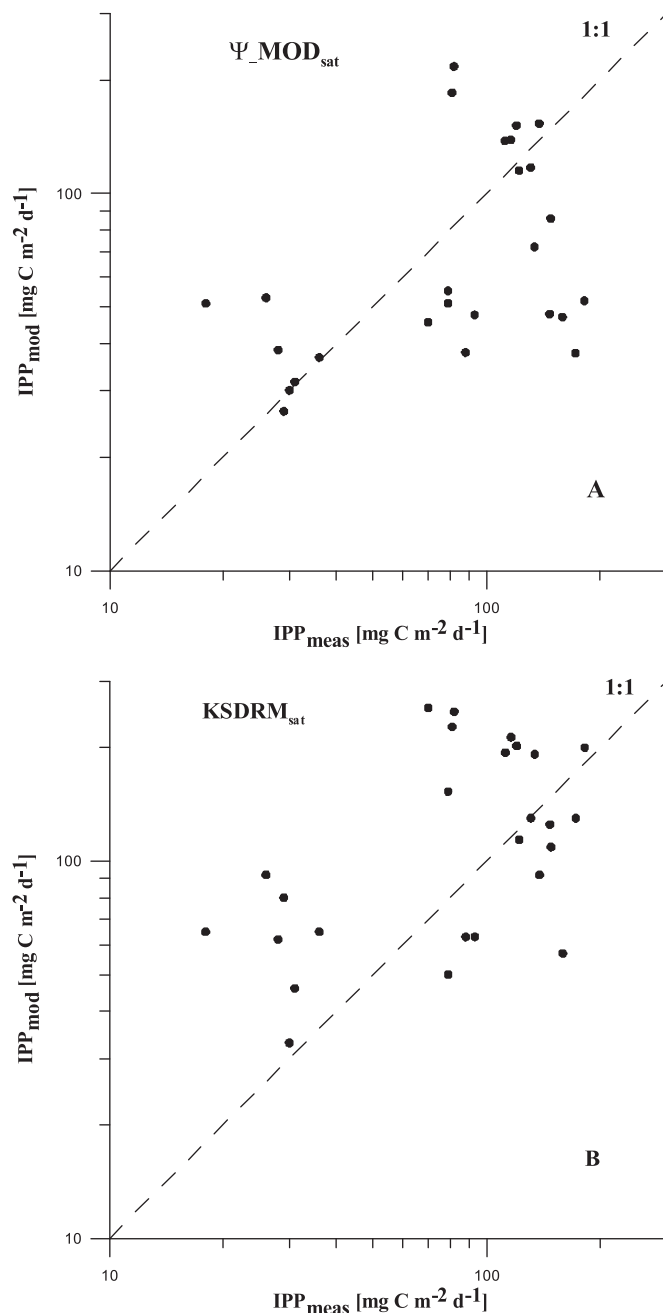 1:1
Ψ_MODsat
100
IPPmod [mg C m-2 d-1]
A
10
10
100
IPPmeas [mg C m-2 d-1]
1:1
KSDRMsat
100
IPPmod [mg C m-2 d-1]
B
10
10
100
IPPmeas [mg C m-2 d-1]